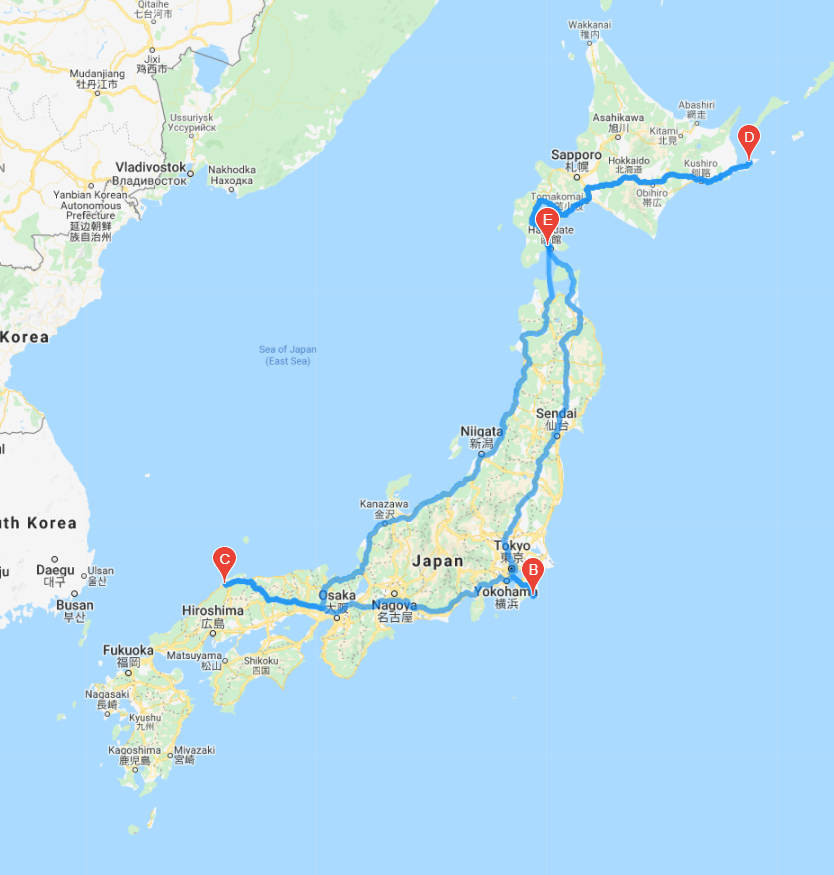 Qitaihe
七台河市
Wakkanai
稚内
Jixi
鸡西市
Mudanjiang
牡丹江市
Abashiri
網走
Ussuriysk
Уссурийск
Asahikawa
旭川
Kitami
北見
D
Sapporo
札幌
Hokkaido
北海道
Kushiro
釧路
Vladivostok
Владивосток
Nakhodka
Находка
Yanbian Korean
Autonomous
Prefecture
延边朝鲜
族自治州
Obihiro
帯広
Tomakomai
E
Korea
Sea of Japan
(East Sea)
Sendai
仙台
Niigata
新潟
Kanazawa
金沢
th Korea
Tokyo
東京
Japan
C
B
Daegu
대구
Ulsan
울산
ju
Busan
부산
Yokohama
横浜
Osaka
大阪
Nagoya
名古屋
Hiroshima
広島
Fukuoka
福岡
Matsuyama
松山
Shikoku
四国
Nagasaki
長崎
Kyushu
九州
Kagoshima
鹿児島
Miyazaki
宮崎